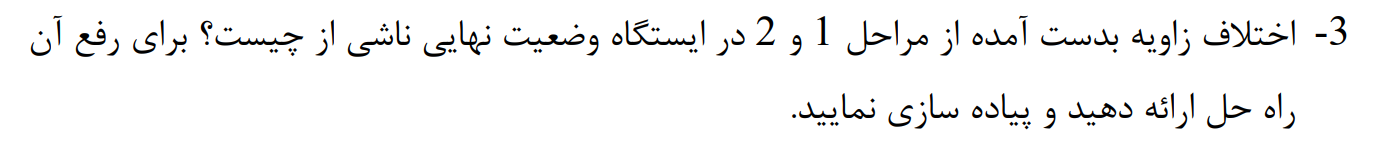 3- اختلاف زاویه بدست آمده از مراحل 1 و 2 در ایستگاه وضعیت نهایی ناشی از چیست؟ برای رفع آن
راه حل ارائه دهید و پیاده سازی نمایید.